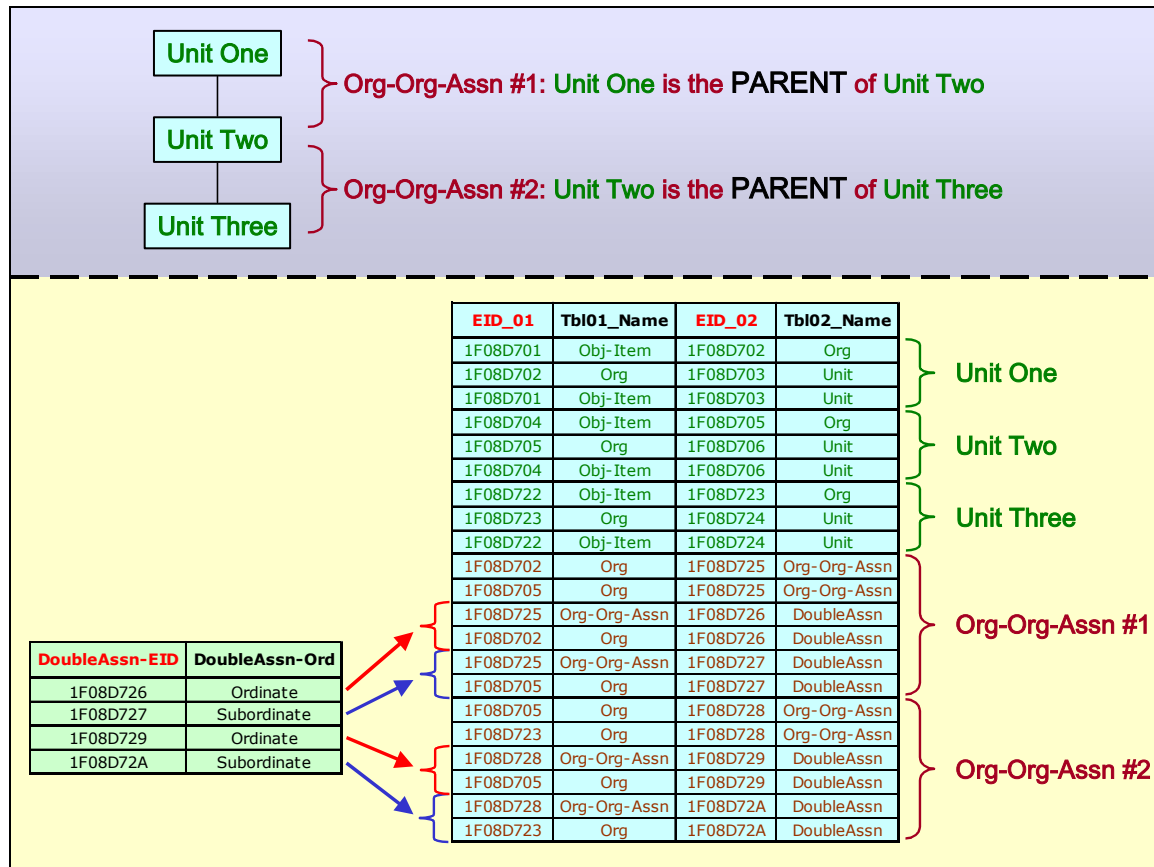 Unit One
Org-Org-Assn #1: Unit One is the PARENT of Unit Two
Unit Two
Org-Org-Assn #2: Unit Two is the PARENT of Unit Three
Unit Three
EID_01 Tbl01_Name EID_02 Tbl02_Name
1F08D701 Obj-Item 1F08D702 Org
1F08D702 Org 1F08D703 Unit
1F08D701 Obj-Item 1F08D703 Unit
Unit One
1F08D704 Obj-Item 1F08D705 Org
1F08D705 Org 1F08D706 Unit
1F08D704 Obj-Item 1F08D706 Unit
Unit Two
1F08D722 Obj-Item 1F08D723 Org
1F08D723 Org 1F08D724 Unit
1F08D722 Obj-Item 1F08D724 Unit
Unit Three
1F08D702 Org 1F08D725 Org-Org-Assn
1F08D705 Org 1F08D725 Org-Org-Assn
1F08D725 Org-Org-Assn 1F08D726 DoubleAssn
1F08D702 Org 1F08D726 DoubleAssn
1F08D725 Org-Org-Assn 1F08D727 DoubleAssn
1F08D705 Org 1F08D727 DoubleAssn
Org-Org-Assn #1
1F08D705 Org 1F08D728 Org-Org-Assn
1F08D723 Org 1F08D728 Org-Org-Assn
1F08D728 Org-Org-Assn 1F08D729 DoubleAssn
1F08D705 Org 1F08D729 DoubleAssn
1F08D728 Org-Org-Assn 1F08D72A DoubleAssn
1F08D723 Org 1F08D72A DoubleAssn
Org-Org-Assn #2
DoubleAssn-EID DoubleAssn-Ord
1F08D726 Ordinate
1F08D727 Subordinate
1F08D729 Ordinate
1F08D72A Subordinate